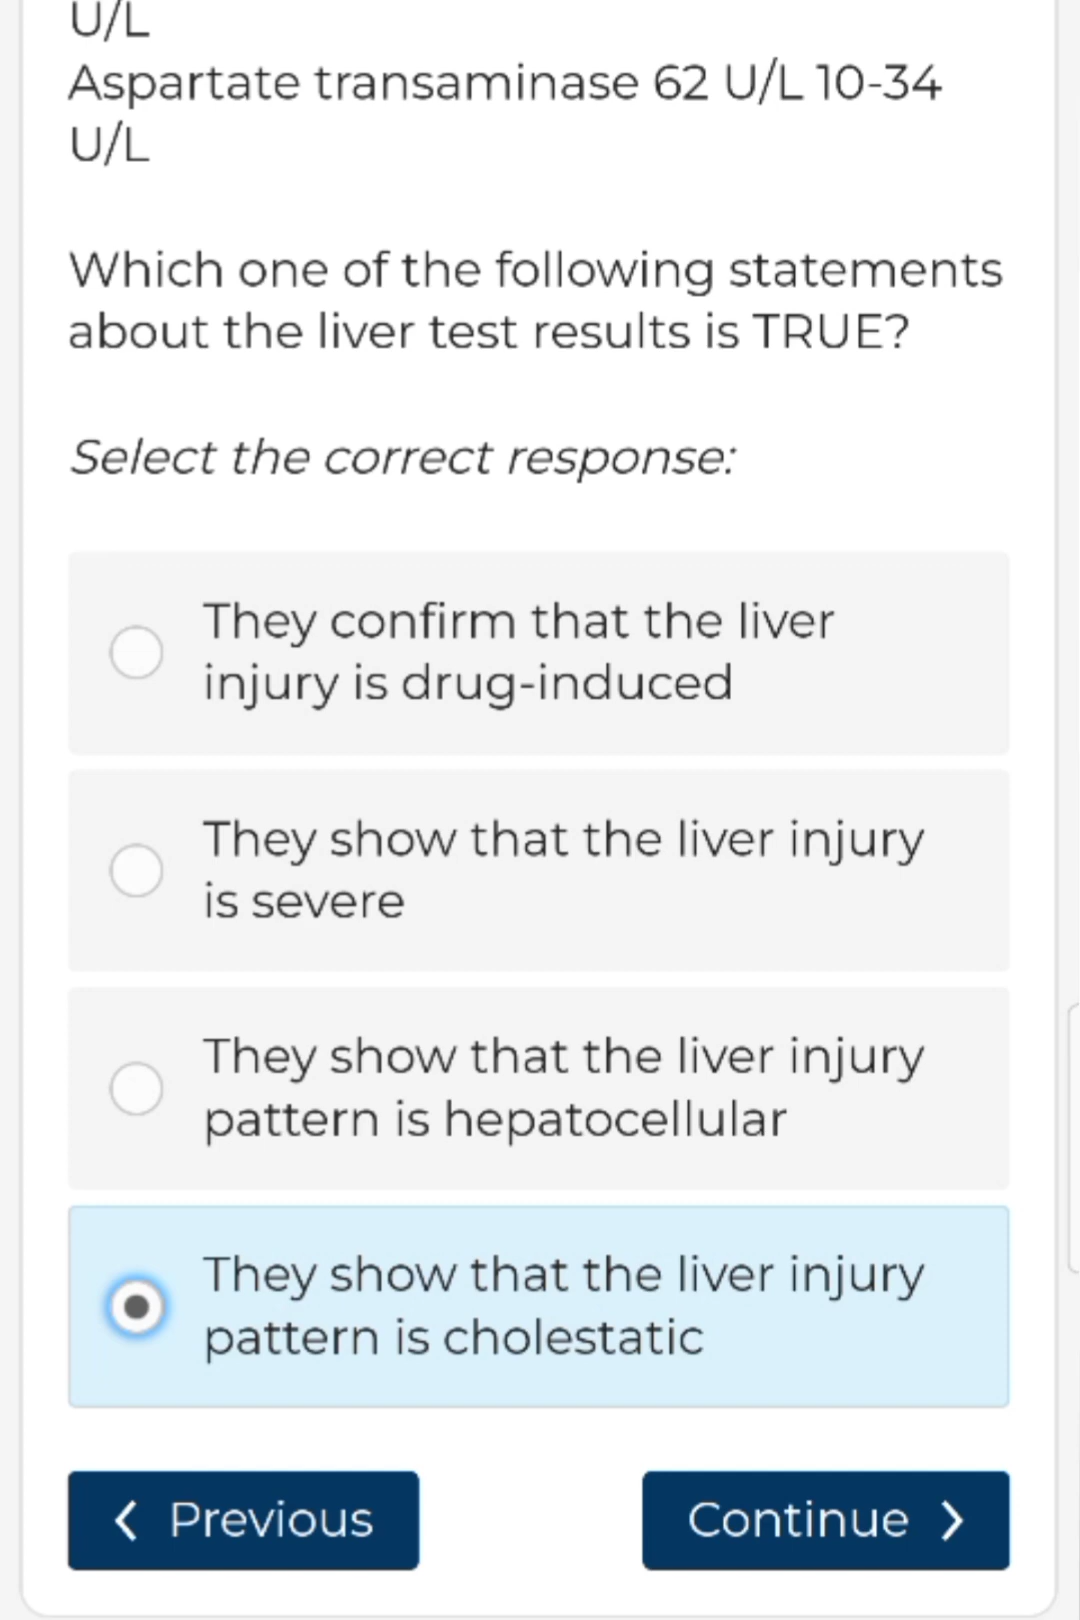 U/L
Aspartate transaminase 62 U/L 10-34
U/L
Which one of the following statements
about the liver test results is TRUE?
Select the correct response:
They confirm that the liver
injury is drug-induced
They show that the liver injury
is severe
They show that the liver injury
pattern is hepatocellular
They show that the liver injury
pattern is cholestatic
Previous
Continue